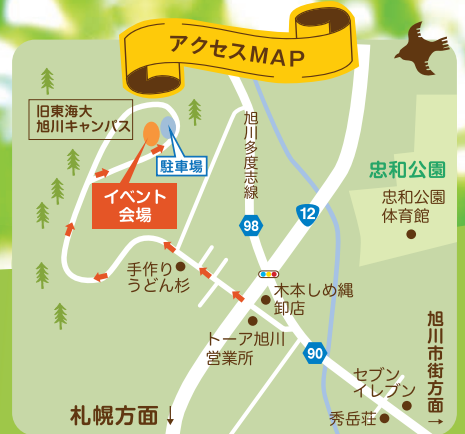 アクセスMAP
旧東海大
旭川キャンパス
駐車場
イベント
会場
旭川多度志線
98
12
忠和公園
忠和公園
体育館
手作り
うどん杉
木本しめ縄
卸店
トーア旭川
営業所
90
セブン
イレブン
秀岳荘
旭川市街方面→
札幌方面↓